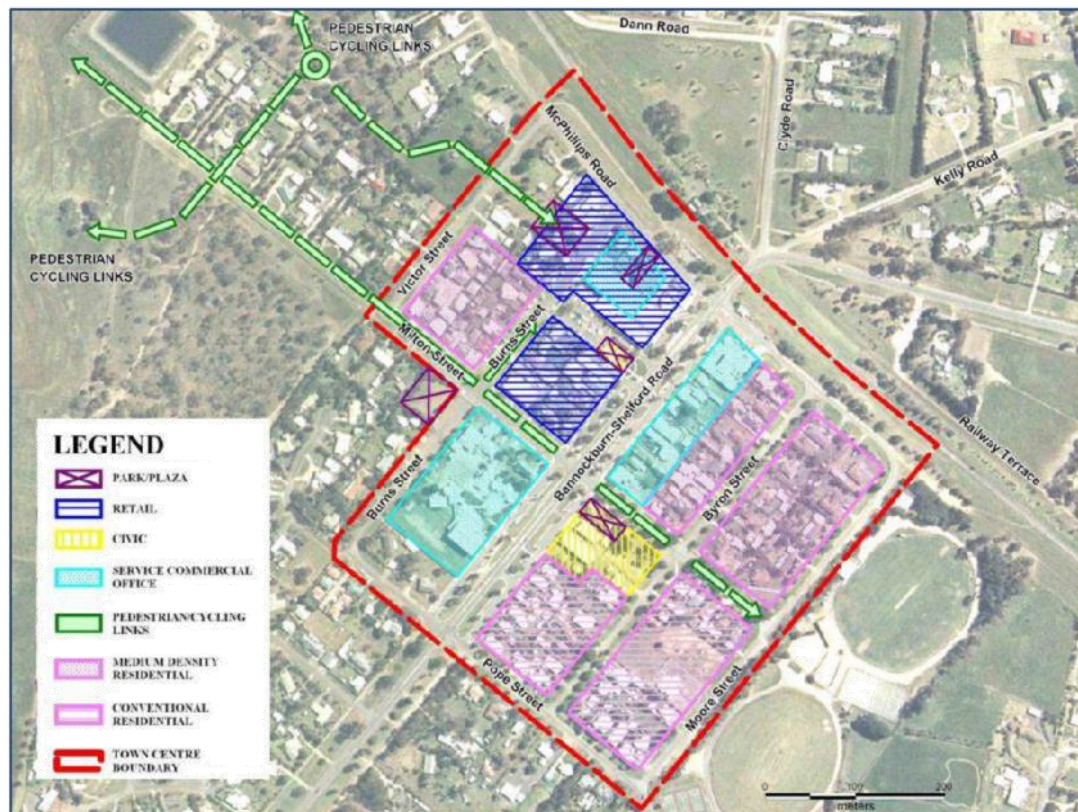 PEDESTRIAN
CYCLING LINKS
Dann Road
McPhillips Road
Clyde Road
Kelly Road
PEDESTRIAN
CYCLING LINKS
Victor Street
Burns Street
Milton Street
Bannockburn-Shelford Road
Railway Terrace
Burns Street
Byron Street
Pope Street
Moore Street
LEGEND
PARK/PLAZA
RETAIL
CIVIC
SERVICE COMMERCIAL
OFFICE
PEDESTRIAN/CYCLING
LINKS
MEDIUM DENSITY
RESIDENTIAL
CONVENTIONAL
RESIDENTIAL
TOWN CENTRE
BOUNDARY
0 100 200
meters